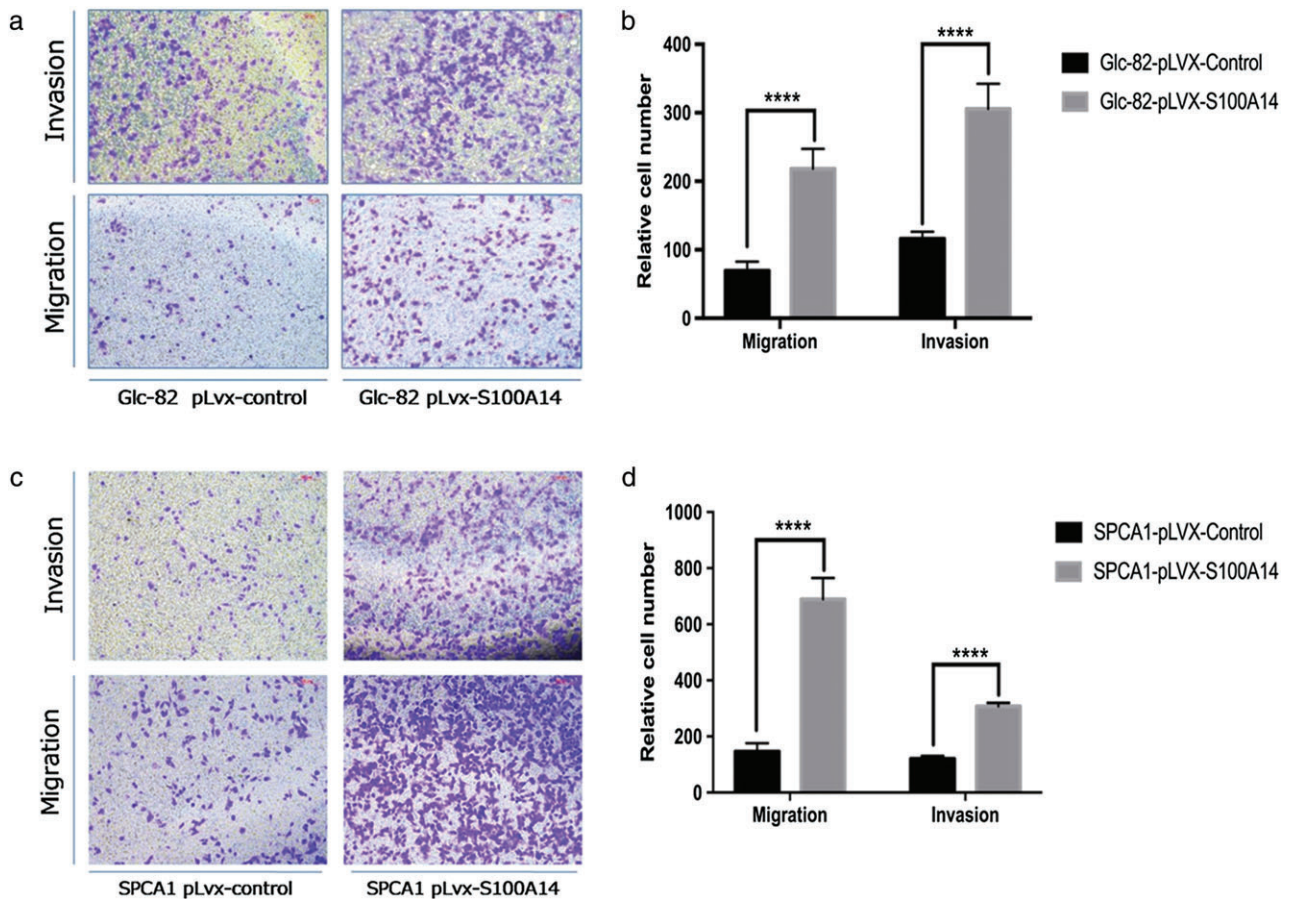 a
Invasion
Migration
Glc-82 pLvx-control
Glc-82 pLvx-S100A14
b
Relative cell number
400
300
200
100
0
****
****
Migration
Invasion
Glc-82-pLVX-Control
Glc-82-pLVX-S100A14
c
Invasion
Migration
SPCA1 pLvx-control
SPCA1 pLvx-S100A14
d
Relative cell number
1000
800
600
400
200
0
****
****
Migration
Invasion
SPCA1-pLVX-Control
SPCA1-pLVX-S100A14